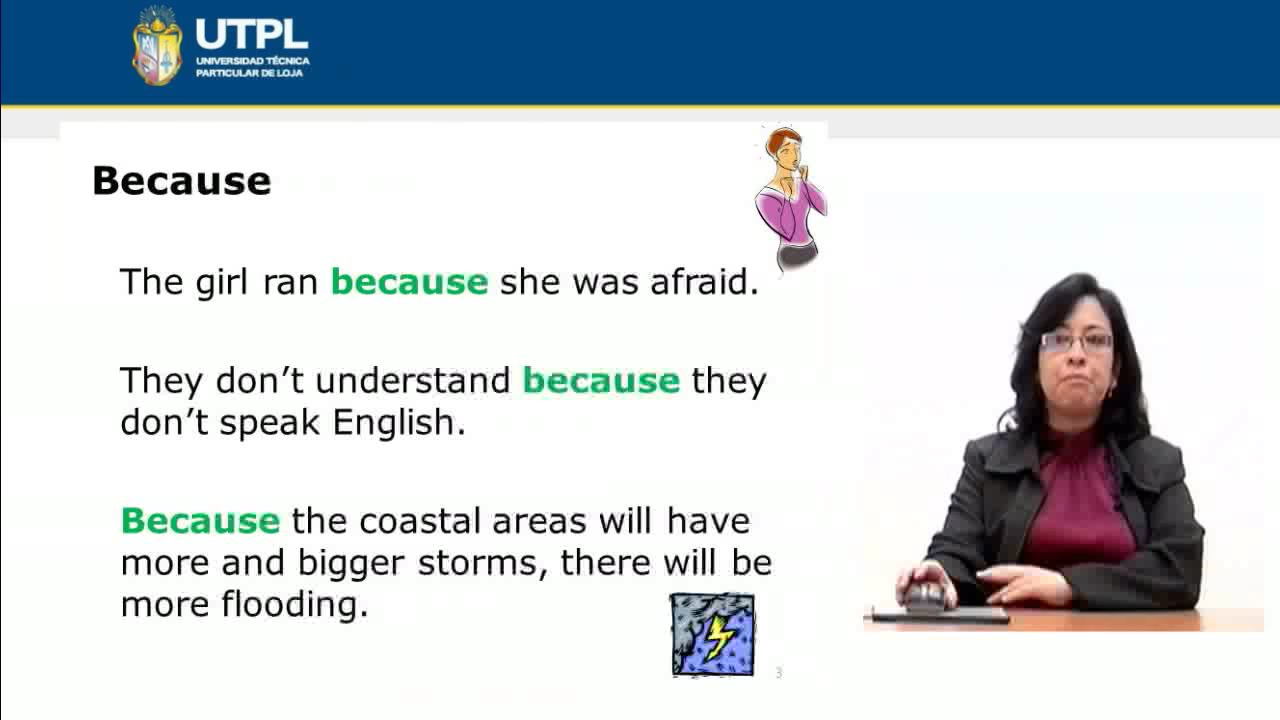 UTPL
UNIVERSIDAD TÉCNICA
PARTICULAR DE LOJA
Because
The girl ran because she was afraid.
They don’t understand because they
don’t speak English.
Because the coastal areas will have
more and bigger storms, there will be
more flooding.
3